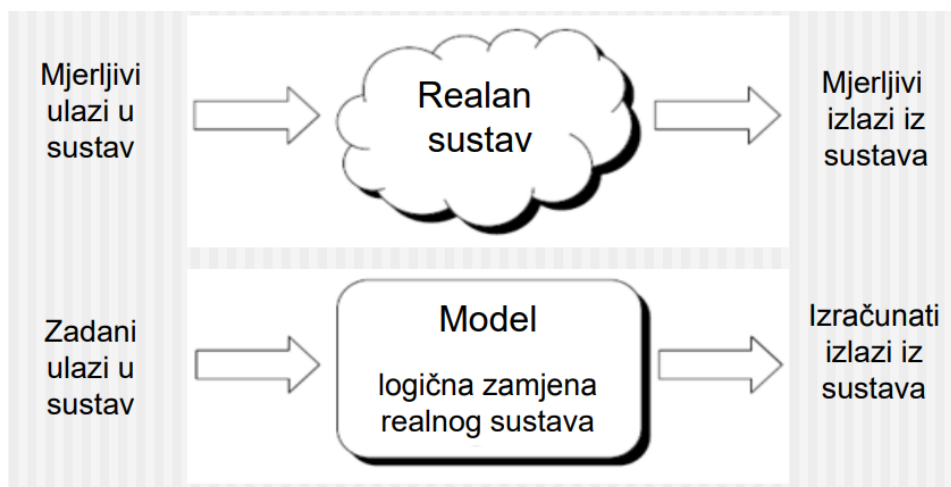 Mjerljivi
ulazi u
sustav
Realan
sustav
Mjerljivi
izlazi iz
sustava
Zadani
ulazi u
sustav
Model
logična zamjena
realnog sustava
Izračunati
izlazi iz
sustava